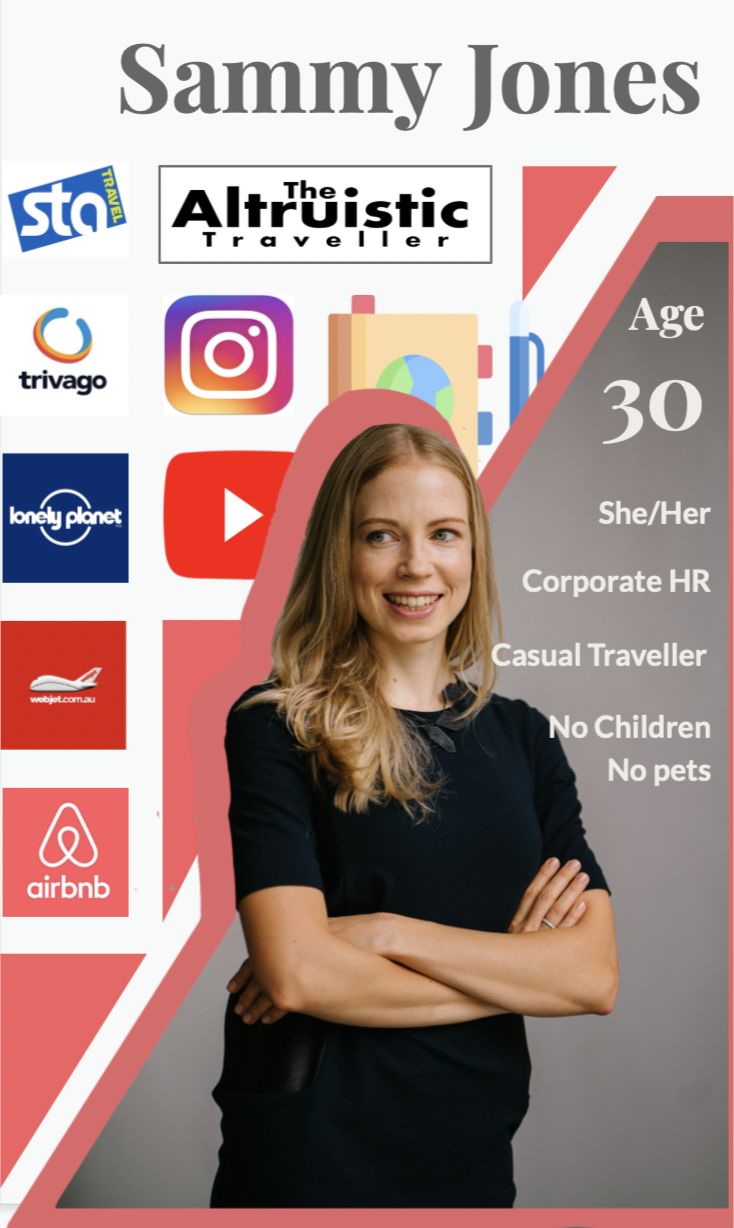 Sammy Jones
sta
TRAVEL
The
Altruistic
Traveller
trivago
lonely planet
webjet.com.au
airbnb
Age
30
She/Her
Corporate HR
Casual Traveller
No Children
No pets